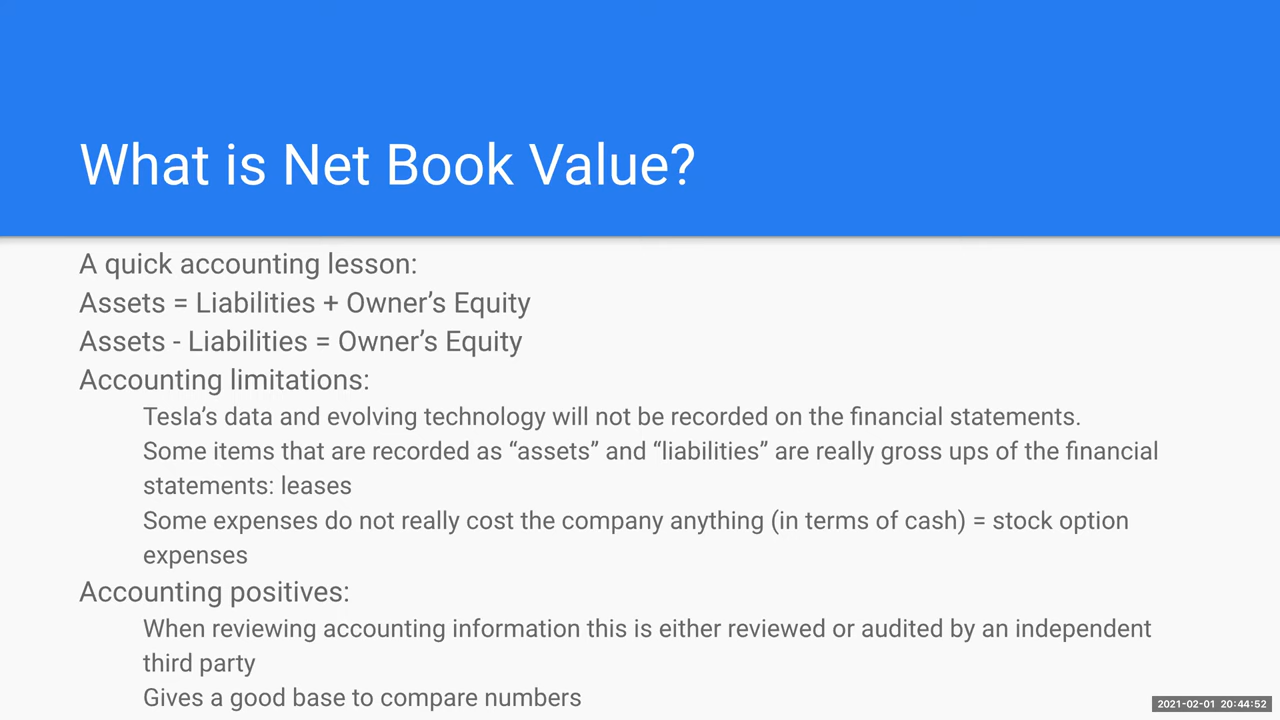 What is Net Book Value?
A quick accounting lesson:
Assets = Liabilities + Owner’s Equity
Assets - Liabilities = Owner’s Equity
Accounting limitations:
Tesla’s data and evolving technology will not be recorded on the financial statements.
Some items that are recorded as “assets” and “liabilities” are really gross ups of the financial
statements: leases
Some expenses do not really cost the company anything (in terms of cash) = stock option
expenses
Accounting positives:
When reviewing accounting information this is either reviewed or audited by an independent
third party
Gives a good base to compare numbers
2021-02-01 20:44:52